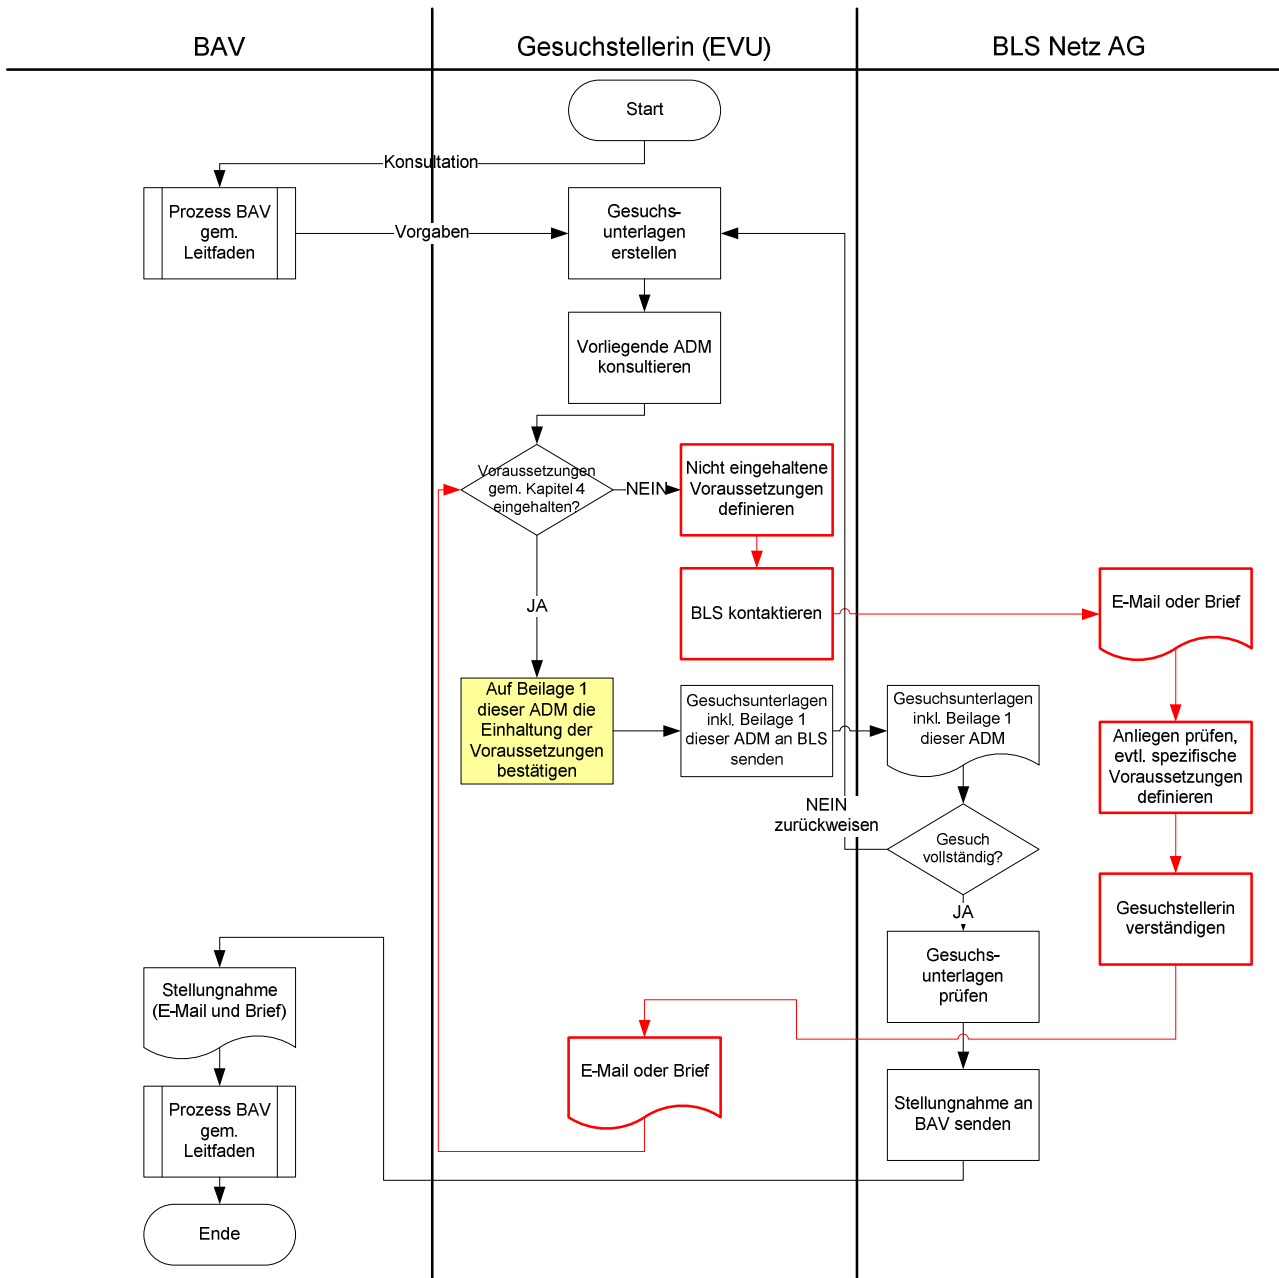 BAV
Gesuchstellerin (EVU)
BLS Netz AG
Start
Konsultation
Prozess BAV
gem.
Leitfaden
Vorgaben
Gesuchs-
unterlagen
erstellen
Vorliegende ADM
konsultieren
Voraussetzungen
gem. Kapitel 4
eingehalten?
NEIN
Nicht eingehaltene
Voraussetzungen
definieren
JA
BLS kontaktieren
E-Mail oder Brief
Auf Beilage 1
dieser ADM die
Einhaltung der
Voraussetzungen
bestätigen
Gesuchsunterlagen
inkl. Beilage 1
dieser ADM an BLS
senden
Gesuchsunterlagen
inkl. Beilage 1
dieser ADM
Anliegen prüfen,
evtl. spezifische
Voraussetzungen
definieren
NEIN
zurückweisen
Gesuch
vollständig?
JA
Gesuchstellerin
verständigen
Gesuchs-
unterlagen
prüfen
Stellungnahme
(E-Mail und Brief)
E-Mail oder Brief
Stellungnahme an
BAV senden
Prozess BAV
gem.
Leitfaden
Ende